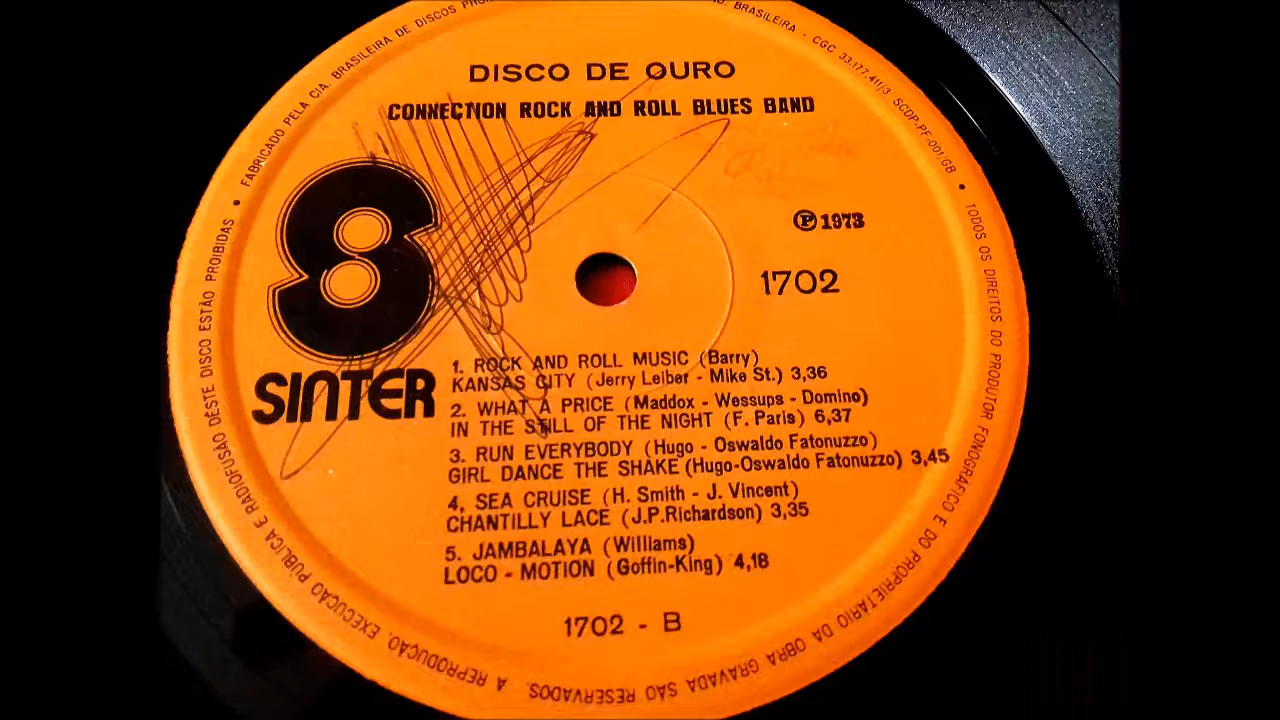 DISCO DE OURO
CONNECTION ROCK AND ROLL BLUES BAND
8
SINTER
Ⓟ 1973
1702
1. ROCK AND ROLL MUSIC (Barry)
KANSAS CITY (Jerry Leiber - Mike St.) 3,36
2. WHAT A PRICE (Maddox - Wessups - Domino)
IN THE STILL OF THE NIGHT (F. Paris) 6,37
3. RUN EVERYBODY (Hugo - Oswaldo Fatonuzzo)
GIRL DANCE THE SHAKE (Hugo-Oswaldo Fatonuzzo) 3,45
4, SEA CRUISE (H. Smith - J. Vincent)
CHANTILLY LACE (J.P.Richardson) 3,35
5. JAMBALAYA (Williams)
LOCO - MOTION (Goffin-King) 4,18
1702 - B
• FABRICADO PELA CIA. BRASILEIRA DE DISCOS
BRASILEIRA - CGC 33.177.411/3 SCDP-PF-001/GB
• TODOS OS DIREITOS DO PRODUTOR FONOGRAFICO E DO PROPRIETARIO DA OBRA GRAVADA SÃO RESERVADOS. A REPRODUÇÃO, EXECUÇÃO PÚBLICA E RADIOFUSÃO DÊSTE DISCO ESTÃO PROIBIDAS